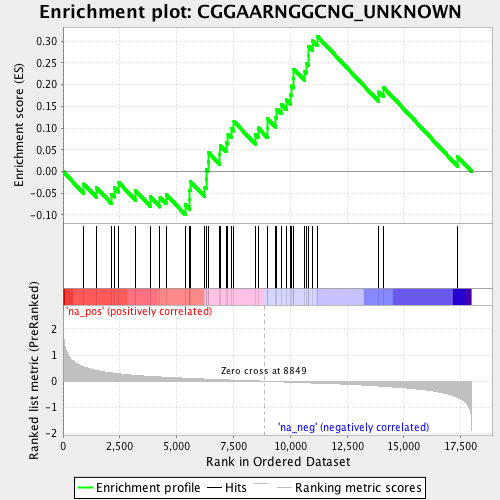 Enrichment plot: CGGAARNGGCNG_UNKNOWN
Enrichment score (ES)
0.30
0.25
0.20
0.15
0.10
0.05
0.00
-0.05
-0.10
'na_pos' (positively correlated)
Ranked list metric (PreRanked)
2
1
0
-1
-2
Zero cross at 8849
'na_neg' (negatively correlated)
0
2,500
5,000
7,500
10,000
12,500
15,000
17,500
Rank in Ordered Dataset
Enrichment profile
Hits
Ranking metric scores